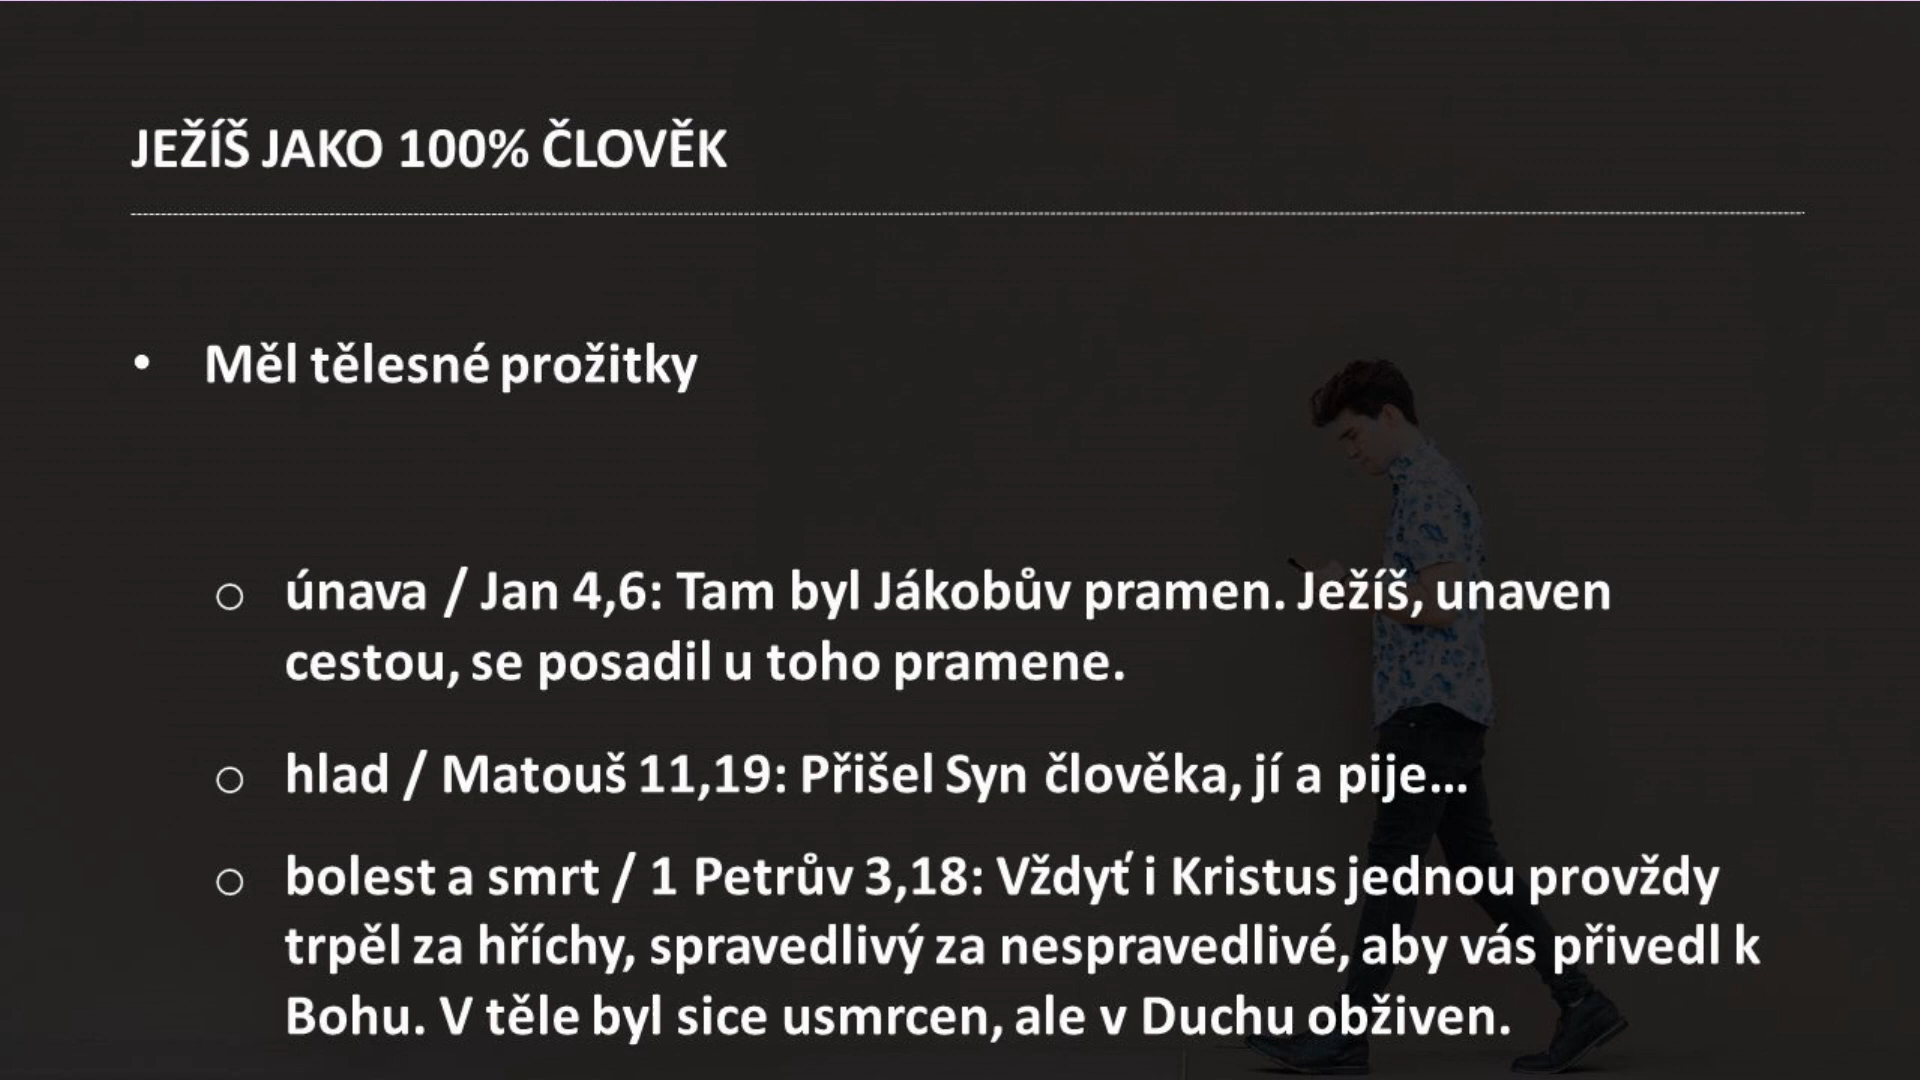 JEŽÍŠ JAKO 100% ČLOVĚK
• Měl tělesné prožitky
o únava / Jan 4,6: Tam byl Jákobův pramen. Ježíš, unaven
cestou, se posadil u toho pramene.
o hlad / Matouš 11,19: Přišel Syn člověka, jí a pije…
o bolest a smrt / 1 Petrův 3,18: Vždyť i Kristus jednou provždy
trpěl za hříchy, spravedlivý za nespravedlivé, aby vás přivedl k
Bohu. V těle byl sice usmrcen, ale v Duchu obživen.